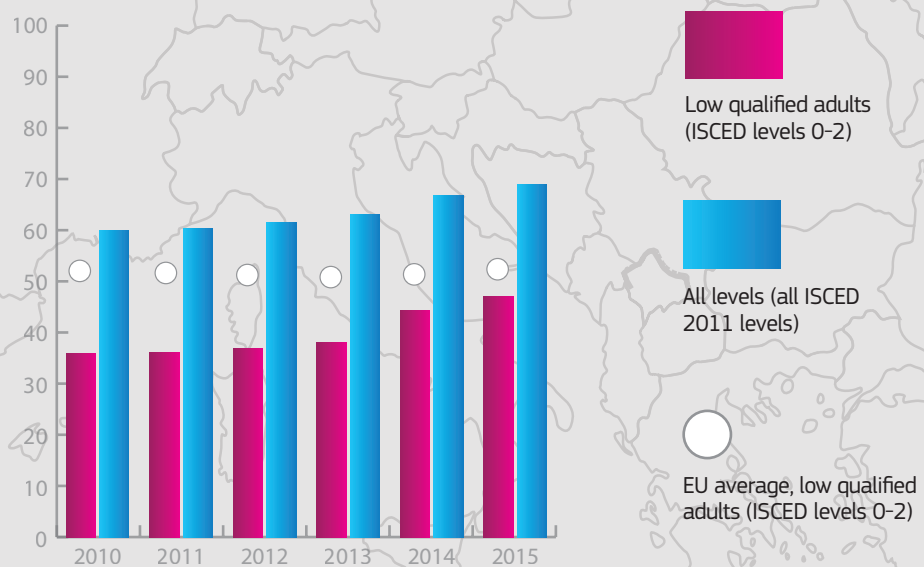 100
90
80
70
60
50
40
30
20
10
0
2010 2011 2012 2013 2014 2015
Low qualified adults
(ISCED levels 0-2)
All levels (all ISCED
2011 levels)
EU average, low qualified
adults (ISCED levels 0-2)